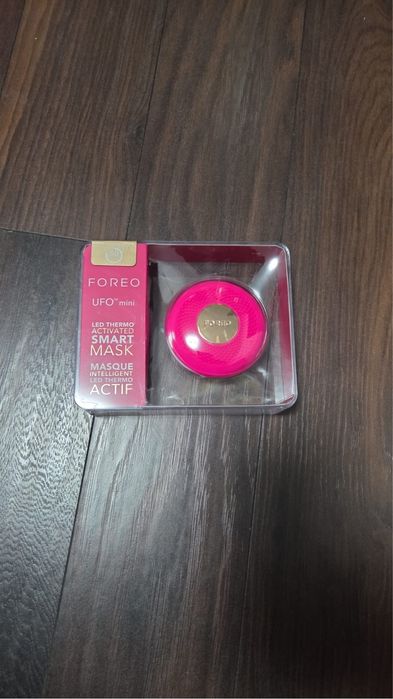 FOREO
UFO™ mini
LED THERMO
ACTIVATED
SMART
MASK
MASQUE
INTELLIGENT
LED THERMO
ACTIF
FOREO